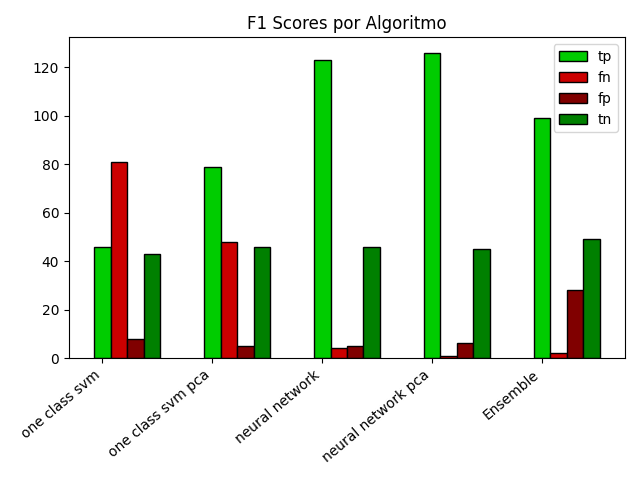 F1 Scores por Algoritmo
tp
fn
fp
tn
120
100
80
60
40
20
0
one class svm
one class svm pca
neural network
neural network pca
Ensemble